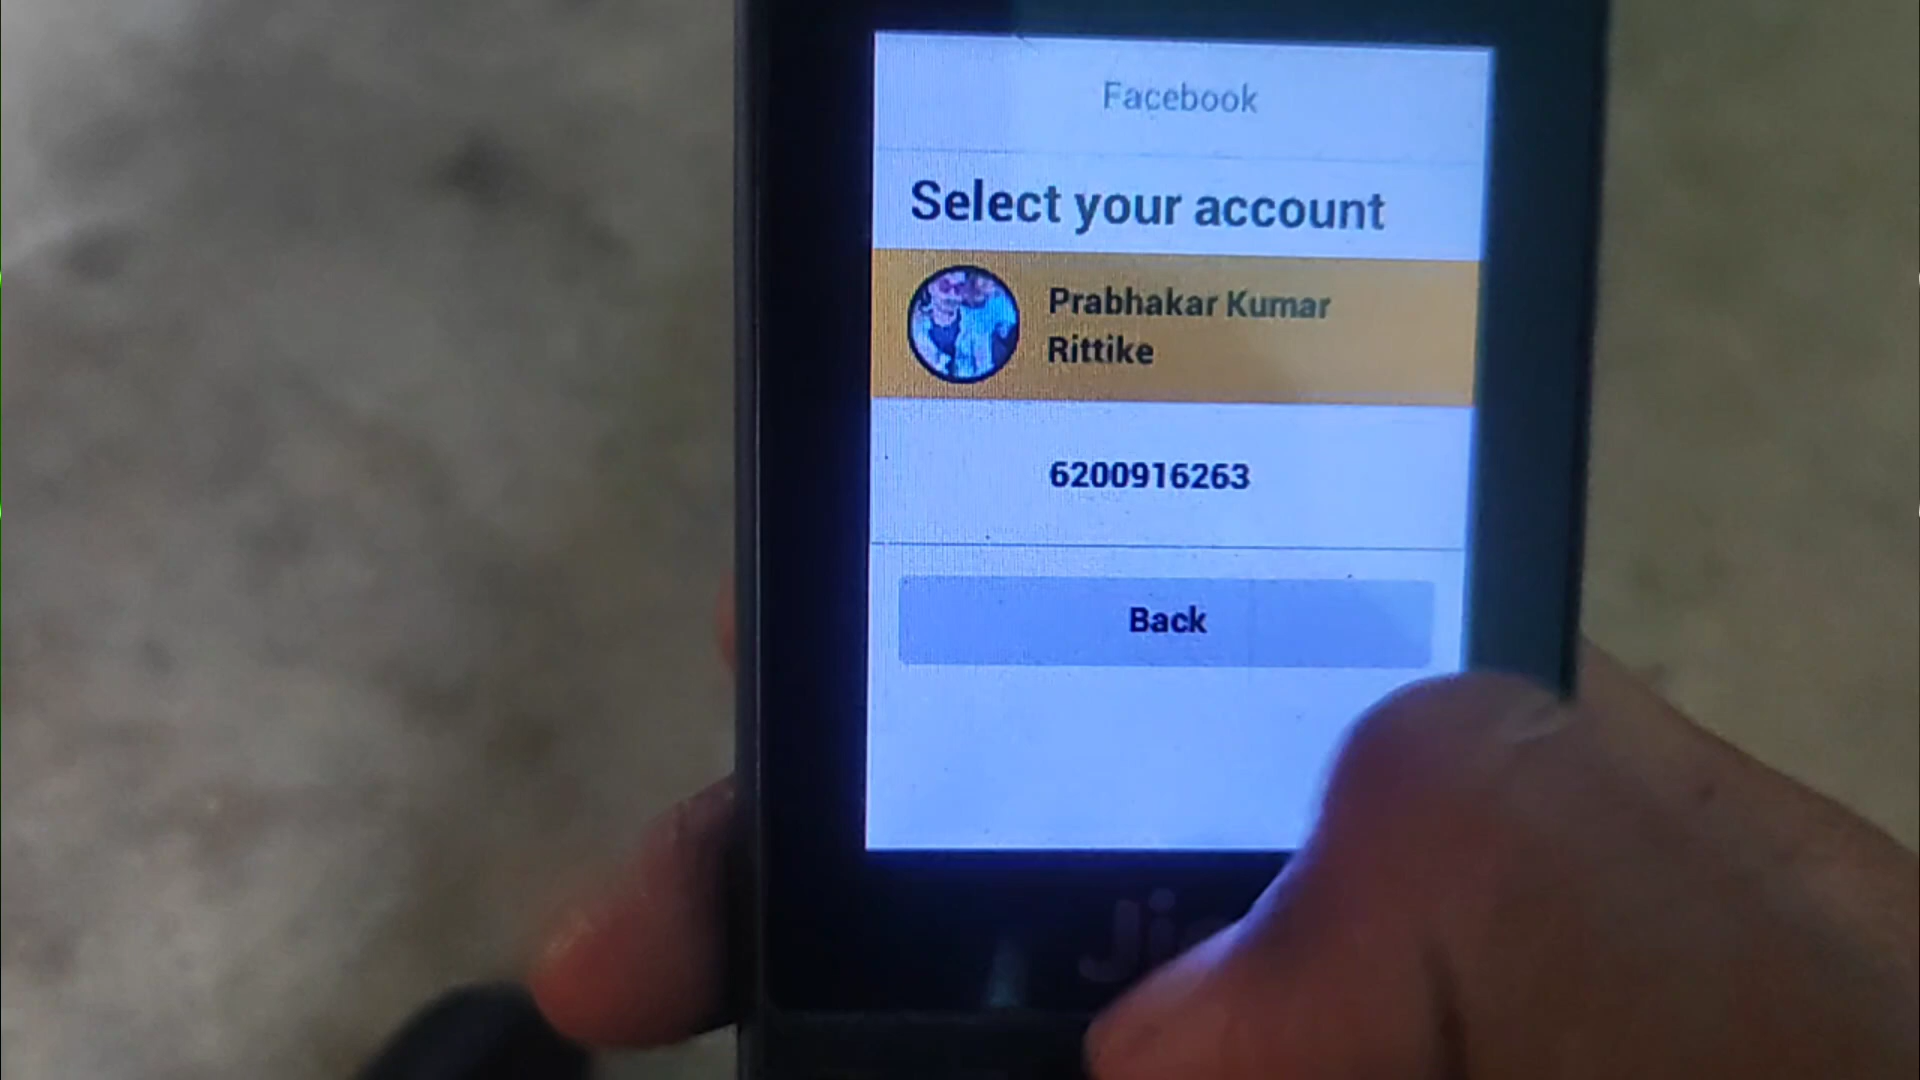 Facebook
Select your account
Prabhakar Kumar
Rittike
6200916263
Back